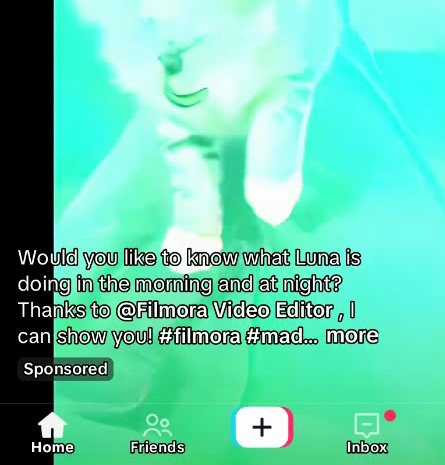 Would you like to know what Luna is
doing in the morning and at night?
Thanks to @Filmora Video Editor , I
can show you! #filmora #mad... more
Sponsored
Home Friends Inbox